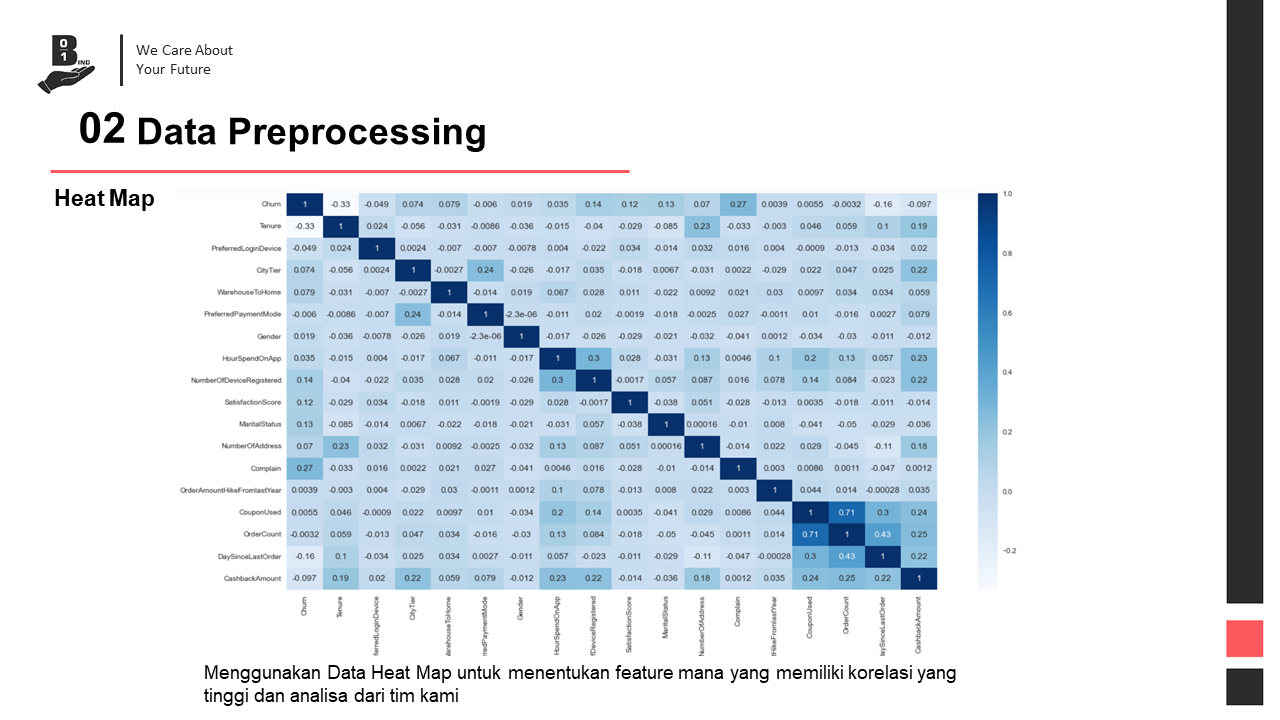 B
0
1
IND
We Care About
Your Future
02 Data Preprocessing
Heat Map
Churn 1 -0.33 -0.049 0.074 0.079 -0.006 0.019 0.035 0.14 0.12 0.13 0.07 0.27 0.0039 0.0055 -0.0032 -0.16 -0.097
Tenure -0.33 1 0.024 -0.056 -0.031 -0.0086 -0.036 -0.015 -0.04 -0.029 -0.085 0.23 -0.033 -0.003 0.046 0.059 0.1 0.19
PreferredLoginDevice -0.049 0.024 1 0.0024 -0.007 -0.007 -0.0078 0.004 -0.022 0.034 -0.014 0.032 0.016 0.004 -0.0009 -0.013 -0.034 0.02
CityTier 0.074 -0.056 0.0024 1 -0.0027 0.24 -0.026 -0.017 0.035 -0.018 0.0067 -0.031 0.0022 -0.029 0.022 0.047 0.025 0.22
WarehouseToHome 0.079 -0.031 -0.007 -0.0027 1 -0.014 0.019 0.067 0.028 0.011 -0.022 0.0092 0.021 0.03 0.0097 0.034 0.034 0.059
PreferredPaymentMode -0.006 -0.0086 -0.007 0.24 -0.014 1 -2.3e-06 -0.011 0.02 -0.0019 -0.018 -0.0025 0.027 -0.0011 0.01 -0.016 0.0027 0.079
Gender 0.019 -0.036 -0.0078 -0.026 0.019 -2.3e-06 1 -0.017 -0.026 -0.029 -0.021 -0.032 -0.041 0.0012 -0.034 -0.03 -0.011 -0.012
HourSpendOnApp 0.035 -0.015 0.004 -0.017 0.067 -0.011 -0.017 1 0.3 0.028 -0.031 0.13 0.0046 0.1 0.2 0.13 0.057 0.23
NumberOfDeviceRegistered 0.14 -0.04 -0.022 0.035 0.028 0.02 -0.026 0.3 1 -0.0017 0.057 0.087 0.016 0.078 0.14 0.084 -0.023 0.22
SatisfactionScore 0.12 -0.029 0.034 -0.018 0.011 -0.0019 -0.029 0.028 -0.0017 1 -0.038 0.051 -0.028 -0.013 0.0035 -0.018 -0.011 -0.014
MaritalStatus 0.13 -0.085 -0.014 0.0067 -0.022 -0.018 -0.021 -0.031 0.057 -0.038 1 0.00016 -0.01 0.008 -0.041 -0.05 -0.029 -0.036
NumberOfAddress 0.07 0.23 0.032 -0.031 0.0092 -0.0025 -0.032 0.13 0.087 0.051 0.00016 1 -0.014 0.022 0.029 -0.045 -0.11 0.18
Complain 0.27 -0.033 0.016 0.0022 0.021 0.027 -0.041 0.0046 0.016 -0.028 -0.01 -0.014 1 0.003 0.0086 0.0011 -0.047 0.0012
OrderAmountHikeFromlastYear 0.0039 -0.003 0.004 -0.029 0.03 -0.0011 0.0012 0.1 0.078 -0.013 0.008 0.022 0.003 1 0.044 0.014 -0.00028 0.035
CouponUsed 0.0055 0.046 -0.0009 0.022 0.0097 0.01 -0.034 0.2 0.14 0.0035 -0.041 0.029 0.0086 0.044 1 0.71 0.3 0.24
OrderCount -0.0032 0.059 -0.013 0.047 0.034 -0.016 -0.03 0.13 0.084 -0.018 -0.05 -0.045 0.0011 0.014 0.71 1 0.43 0.25
DaySinceLastOrder -0.16 0.1 -0.034 0.025 0.034 0.0027 -0.011 0.057 -0.023 -0.011 -0.029 -0.11 -0.047 -0.00028 0.3 0.43 1 0.22
CashbackAmount -0.097 0.19 0.02 0.22 0.059 0.079 -0.012 0.23 0.22 -0.014 -0.036 0.18 0.0012 0.035 0.24 0.25 0.22 1
Churn
Tenure
ferredLoginDevice
CityTier
arehouseToHome
rredPaymentMode
Gender
HourSpendOnApp
fDeviceRegistered
SatisfactionScore
MaritalStatus
NumberOfAddress
Complain
tHikeFromlastYear
CouponUsed
OrderCount
aySinceLastOrder
CashbackAmount
1.0
0.8
0.6
0.4
0.2
0.0
-0.2
Menggunakan Data Heat Map untuk menentukan feature mana yang memiliki korelasi yang
tinggi dan analisa dari tim kami